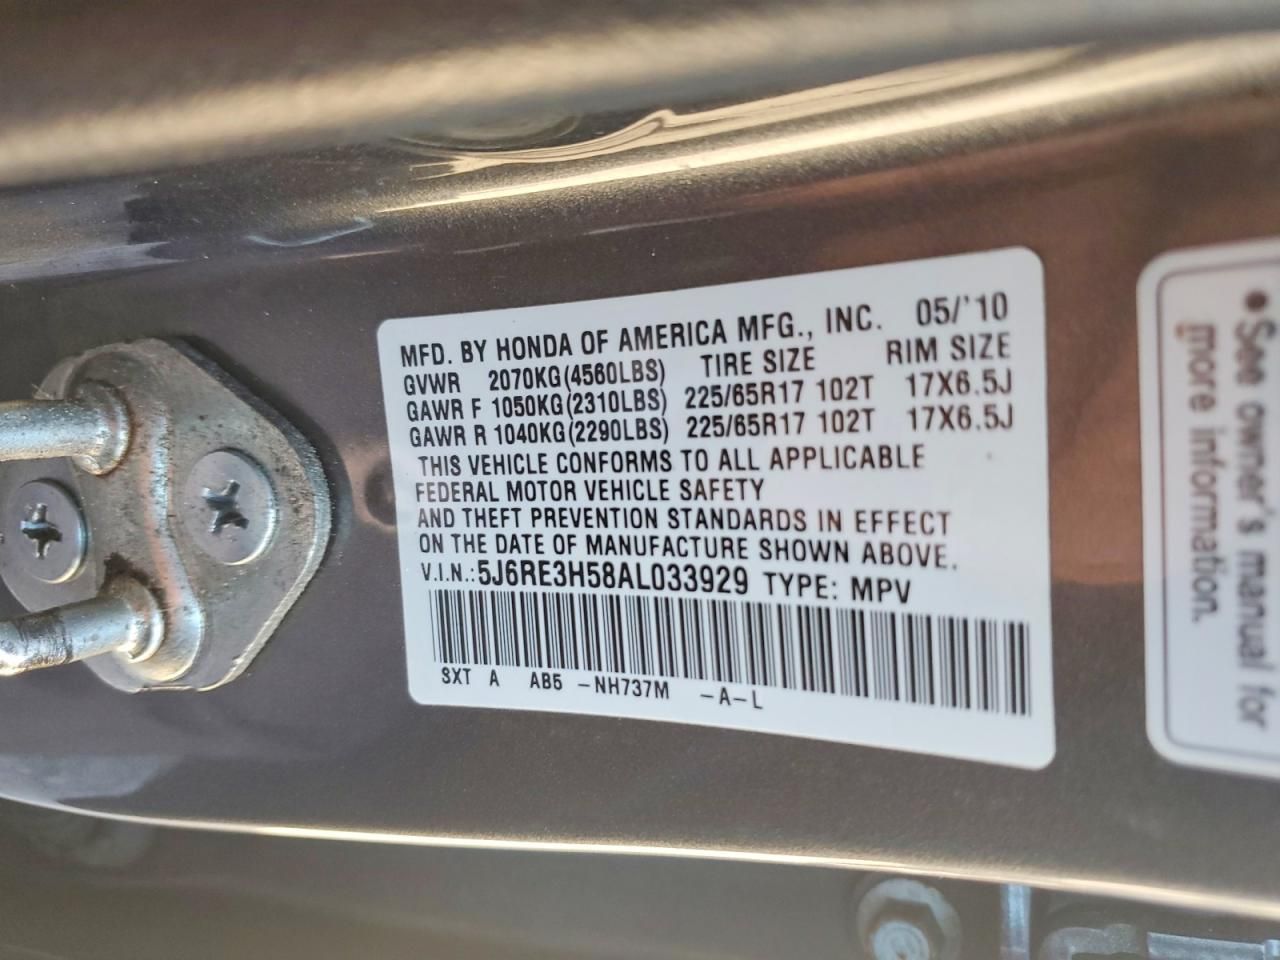 MFD. BY HONDA OF AMERICA MFG., INC. 05/'10
GVWR 2070KG(4560LBS) TIRE SIZE RIM SIZE
GAWR F 1050KG(2310LBS) 225/65R17 102T 17X6.5J
GAWR R 1040KG(2290LBS) 225/65R17 102T 17X6.5J
THIS VEHICLE CONFORMS TO ALL APPLICABLE
FEDERAL MOTOR VEHICLE SAFETY
AND THEFT PREVENTION STANDARDS IN EFFECT
ON THE DATE OF MANUFACTURE SHOWN ABOVE.
V.I.N.: 5J6RE3H58AL033929 TYPE: MPV
SXT A AB5 -NH737M -A-L
• See owner's manual for
more information.